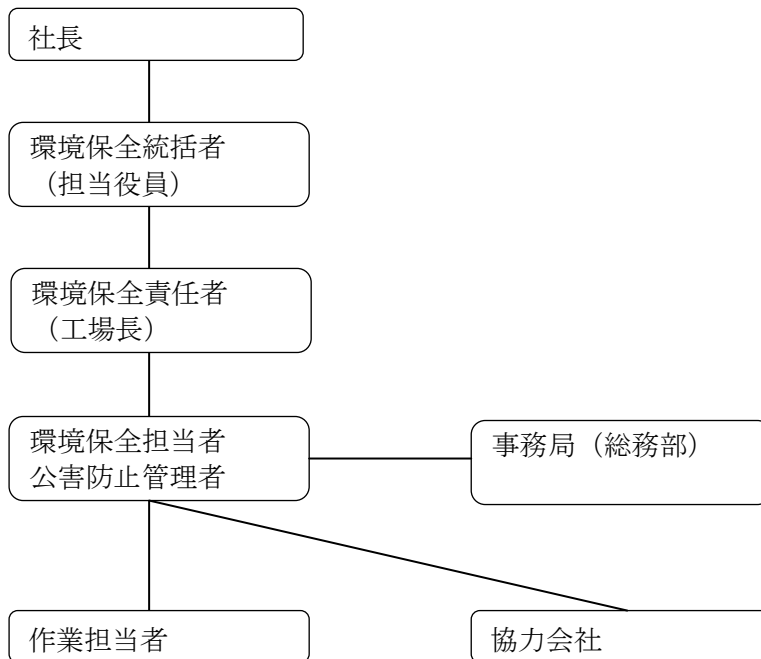 社長
環境保全統括者
（担当役員）
環境保全責任者
（工場長）
環境保全担当者
公害防止管理者
事務局（総務部）
作業担当者
協力会社